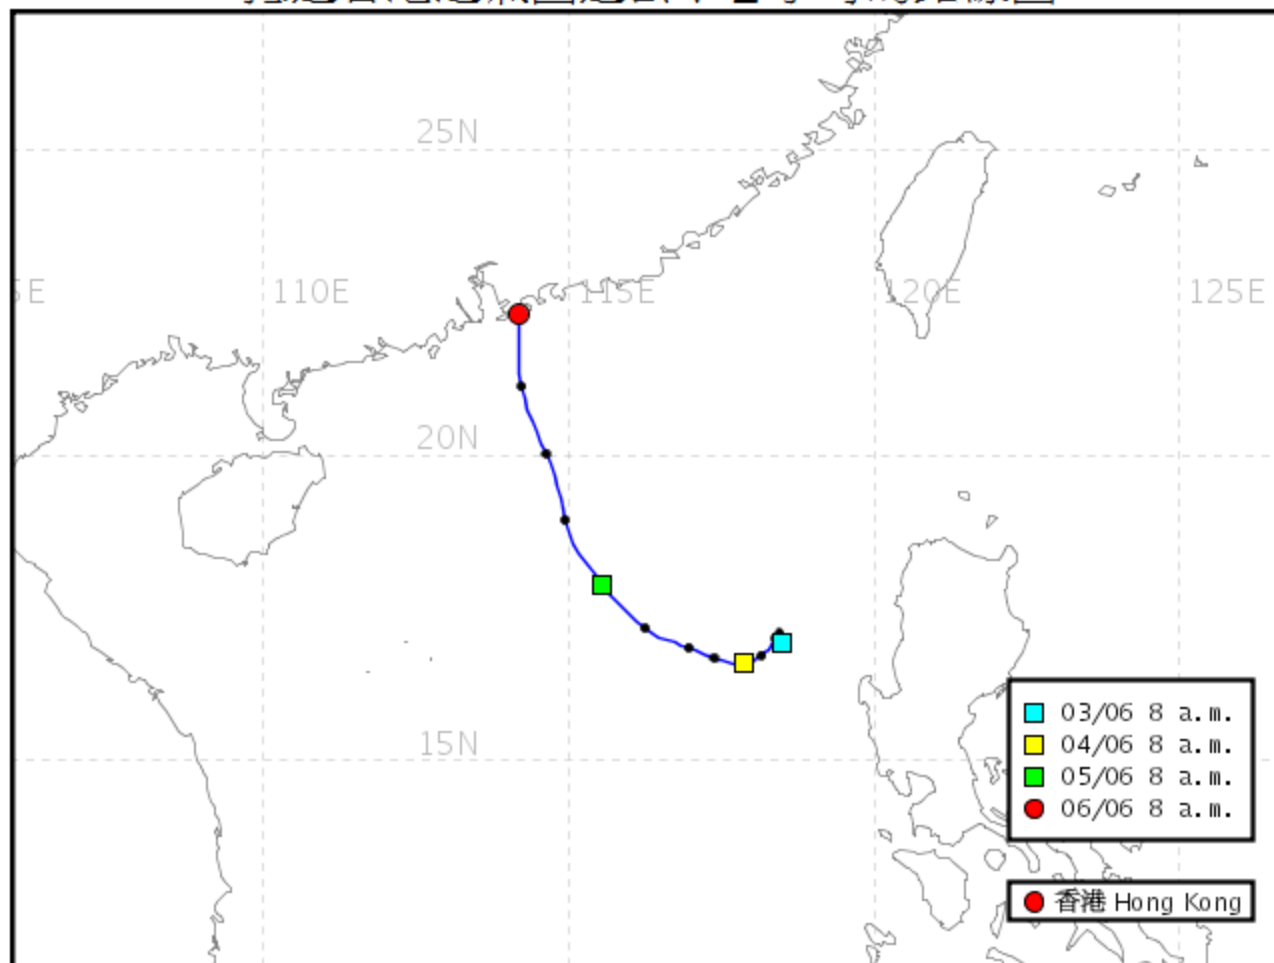 25N
5E
110E
115E
120E
125E
20N
15N
03/06 8 a.m.
04/06 8 a.m.
05/06 8 a.m.
06/06 8 a.m.
香港 Hong Kong